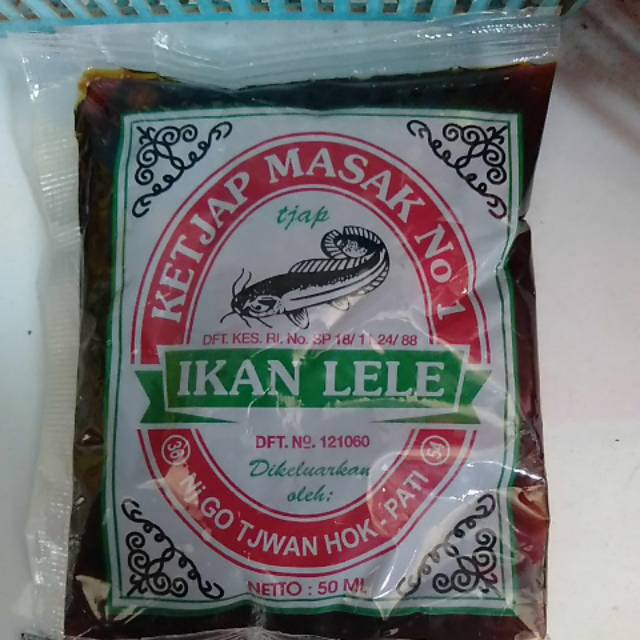 KETJAP MASAK No 1
tjap
DFT. KES. RI. No. SP 18/ 11.24/ 88
IKAN LELE
DFT. No. 121060
Dikeluarkan
oleh:
NJ GO TJWAN HOK - PATI
NETTO : 50 ML